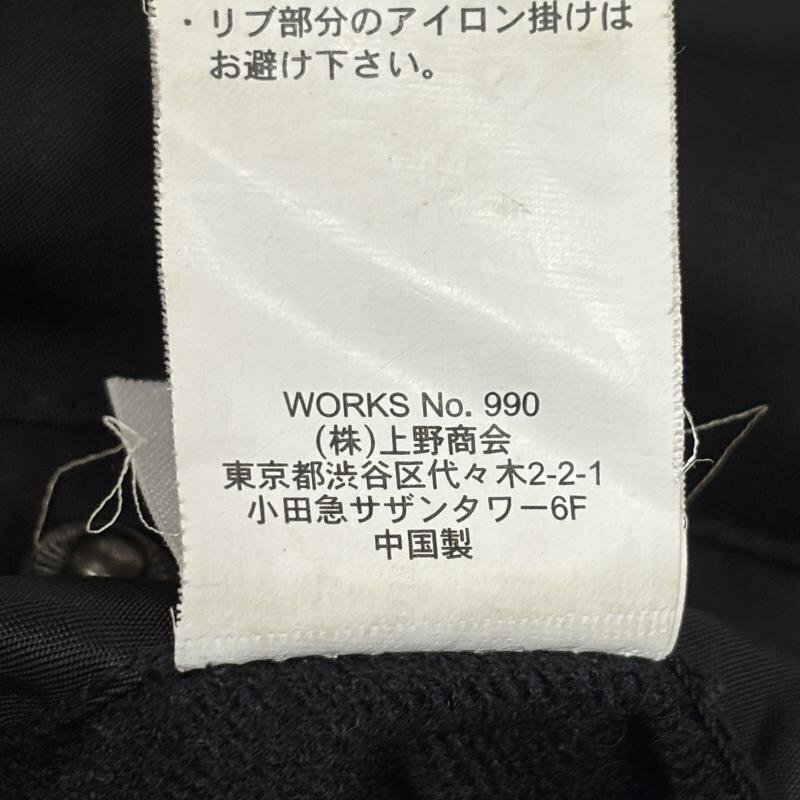 ・リブ部分のアイロン掛けは
お避け下さい。
WORKS No. 990
(株)上野商会
東京都渋谷区代々木2-2-1
小田急サザンタワー6F
中国製